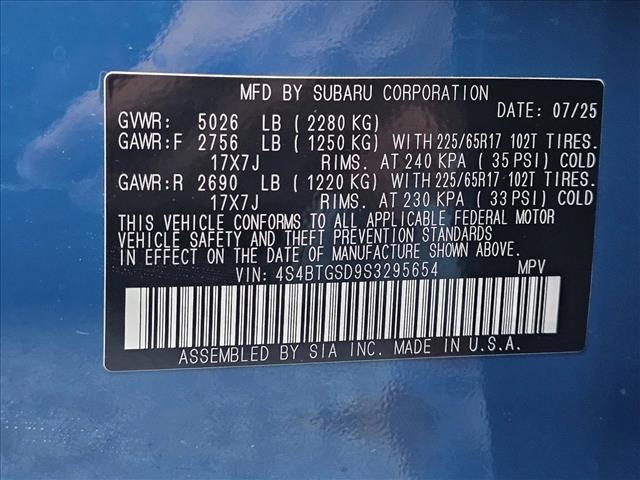 MFD BY SUBARU CORPORATION
DATE: 07/25
GVWR: 5026 LB (2280 KG)
GAWR:F 2756 LB (1250 KG) WITH 225/65R17 102T TIRES.
17X7J RIMS. AT 240 KPA (35 PSI) COLD
GAWR:R 2690 LB (1220 KG) WITH 225/65R17 102T TIRES.
17X7J RIMS. AT 230 KPA (33 PSI) COLD
THIS VEHICLE CONFORMS TO ALL APPLICABLE FEDERAL MOTOR
VEHICLE SAFETY AND THEFT PREVENTION STANDARDS
IN EFFECT ON THE DATE OF MANUFACTURE SHOWN ABOVE.
VIN: 4S4BTGSD9S3295654 MPV
ASSEMBLED BY SIA INC. MADE IN U.S.A.